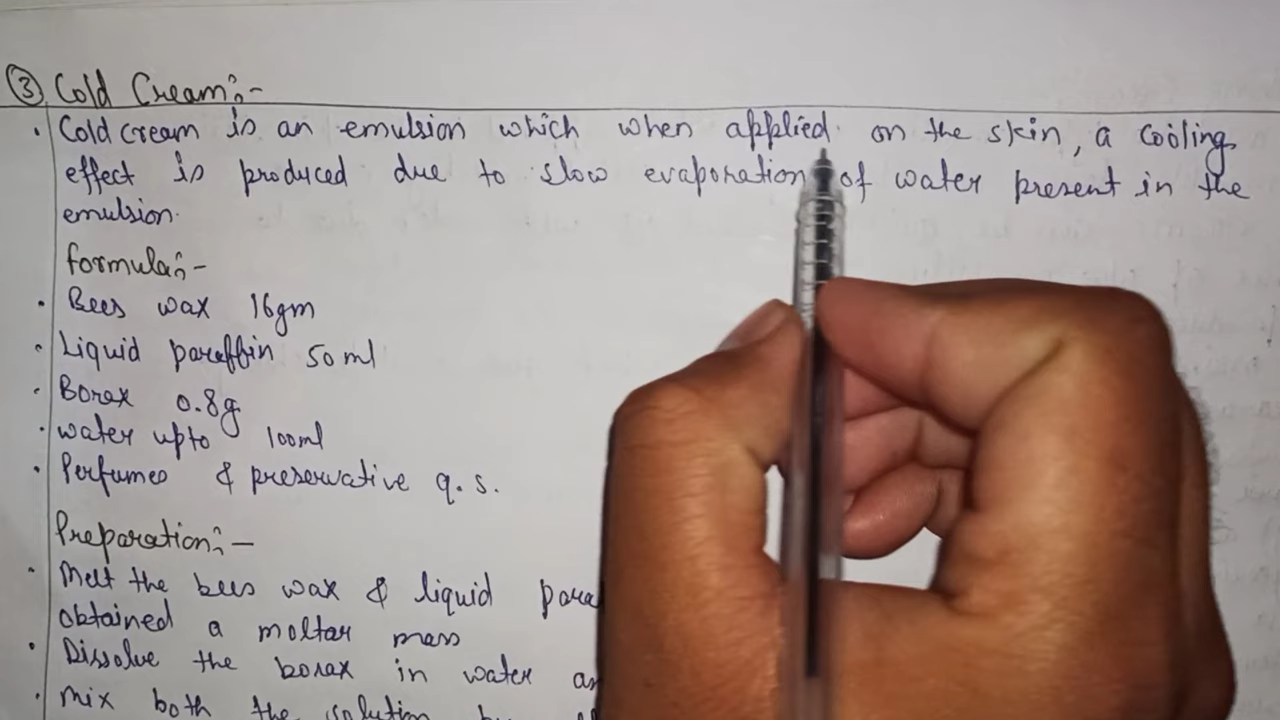 ③ Cold Cream:-
• Cold cream is an emulsion which when applied on the skin, a cooling
effect is produced due to slow evaporation of water present in the
emulsion.
formula:-
• Bees wax 16gm
• Liquid paraffin 50 ml
• Borax 0.8g
• water upto 100ml
• Perfumes & preservative q.s.
Preparation:-
• Melt the bees wax & liquid
obtained a moltar mass
• Dissolve the borax in water
• mix both the solution